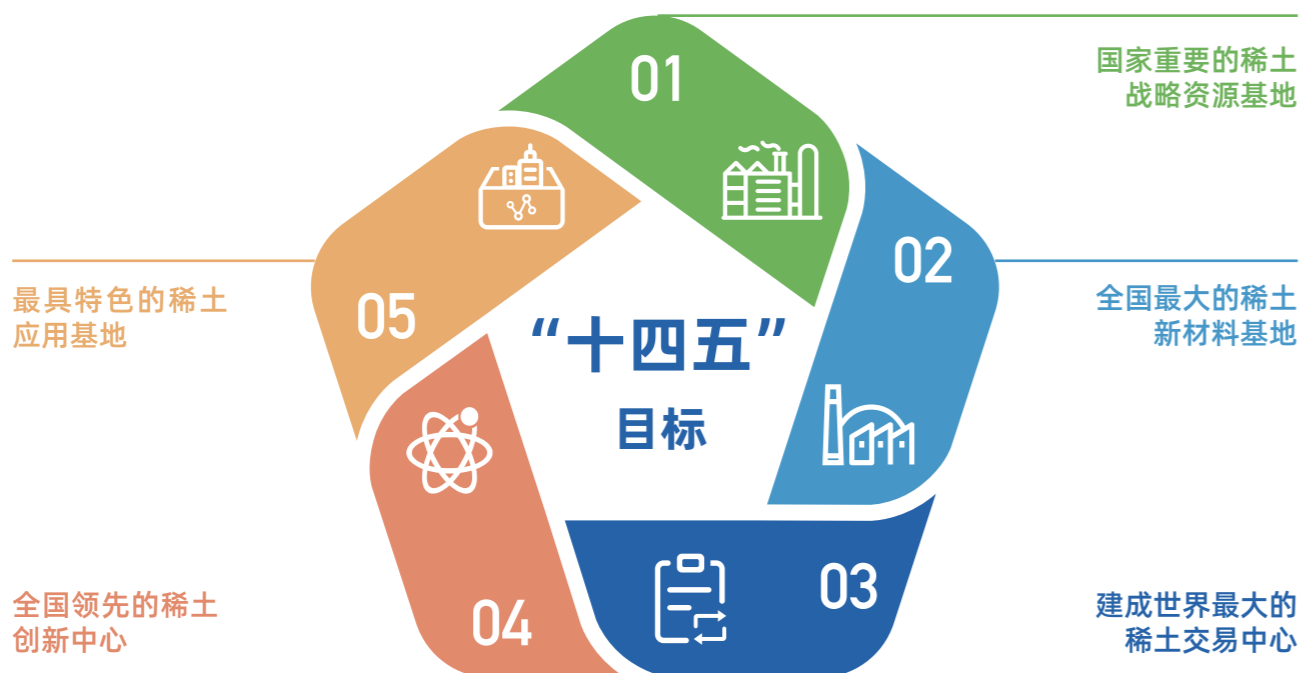 01
国家重要的稀土
战略资源基地
02
全国最大的稀土
新材料基地
03
建成世界最大的
稀土交易中心
04
全国领先的稀土
创新中心
05
最具特色的稀土
应用基地
“十四五”
目标